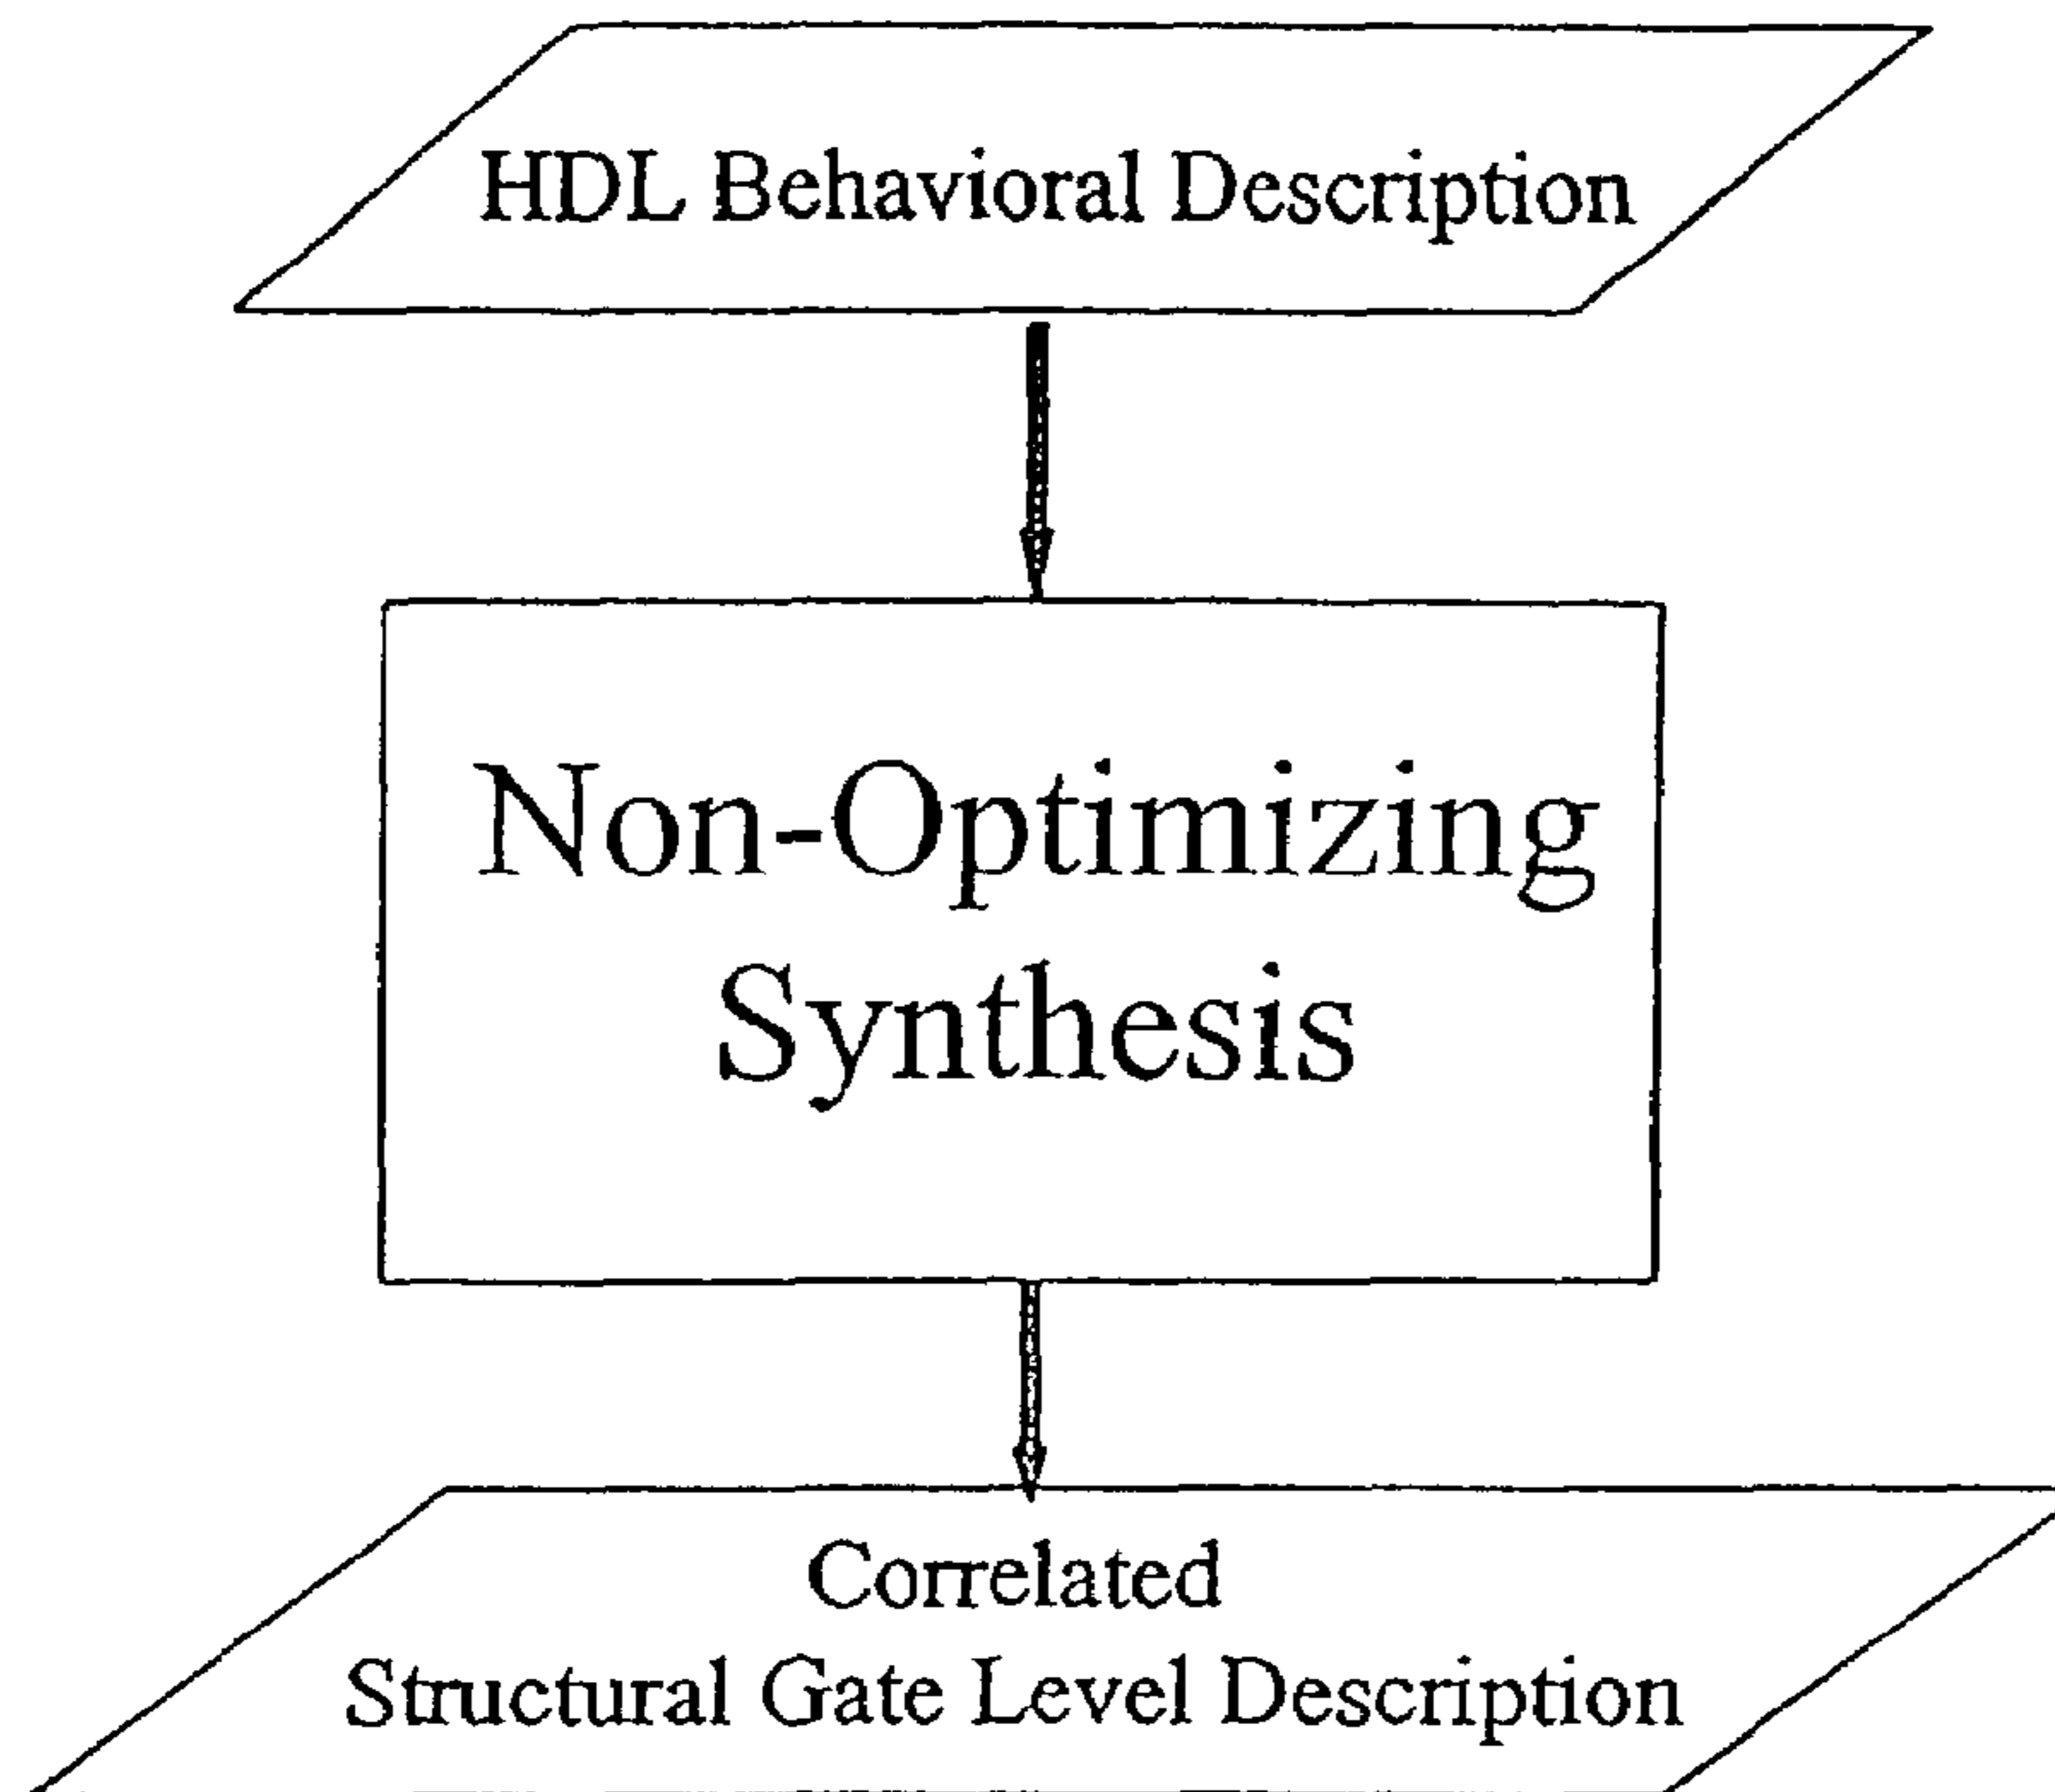 HDL Behavioral Description
Non-Optimizing
Synthesis
Correlated
Structural Gate Level Description